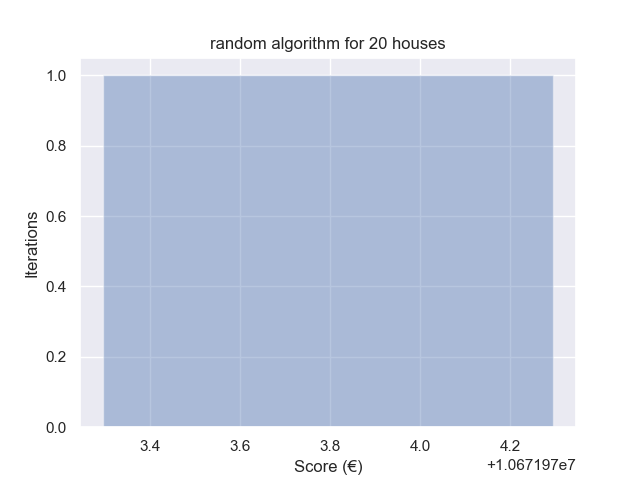 random algorithm for 20 houses
1.0
0.8
0.6
0.4
0.2
0.0
Iterations
3.4 3.6 3.8 4.0 4.2
+1.067197e7
Score (€)